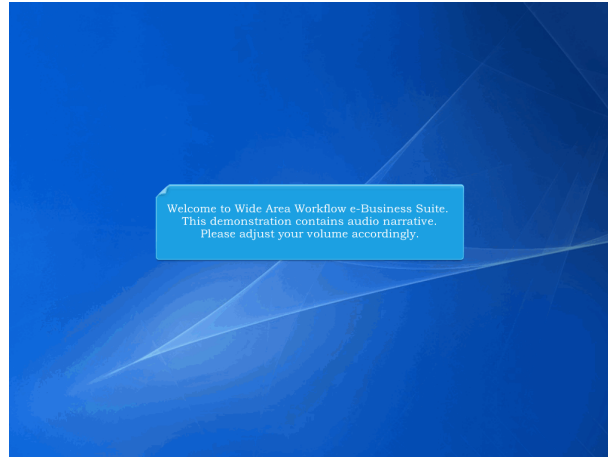 Welcome to Wide Area Workflow e-Business Suite.
This demonstration contains audio narrative.
Please adjust your volume accordingly.